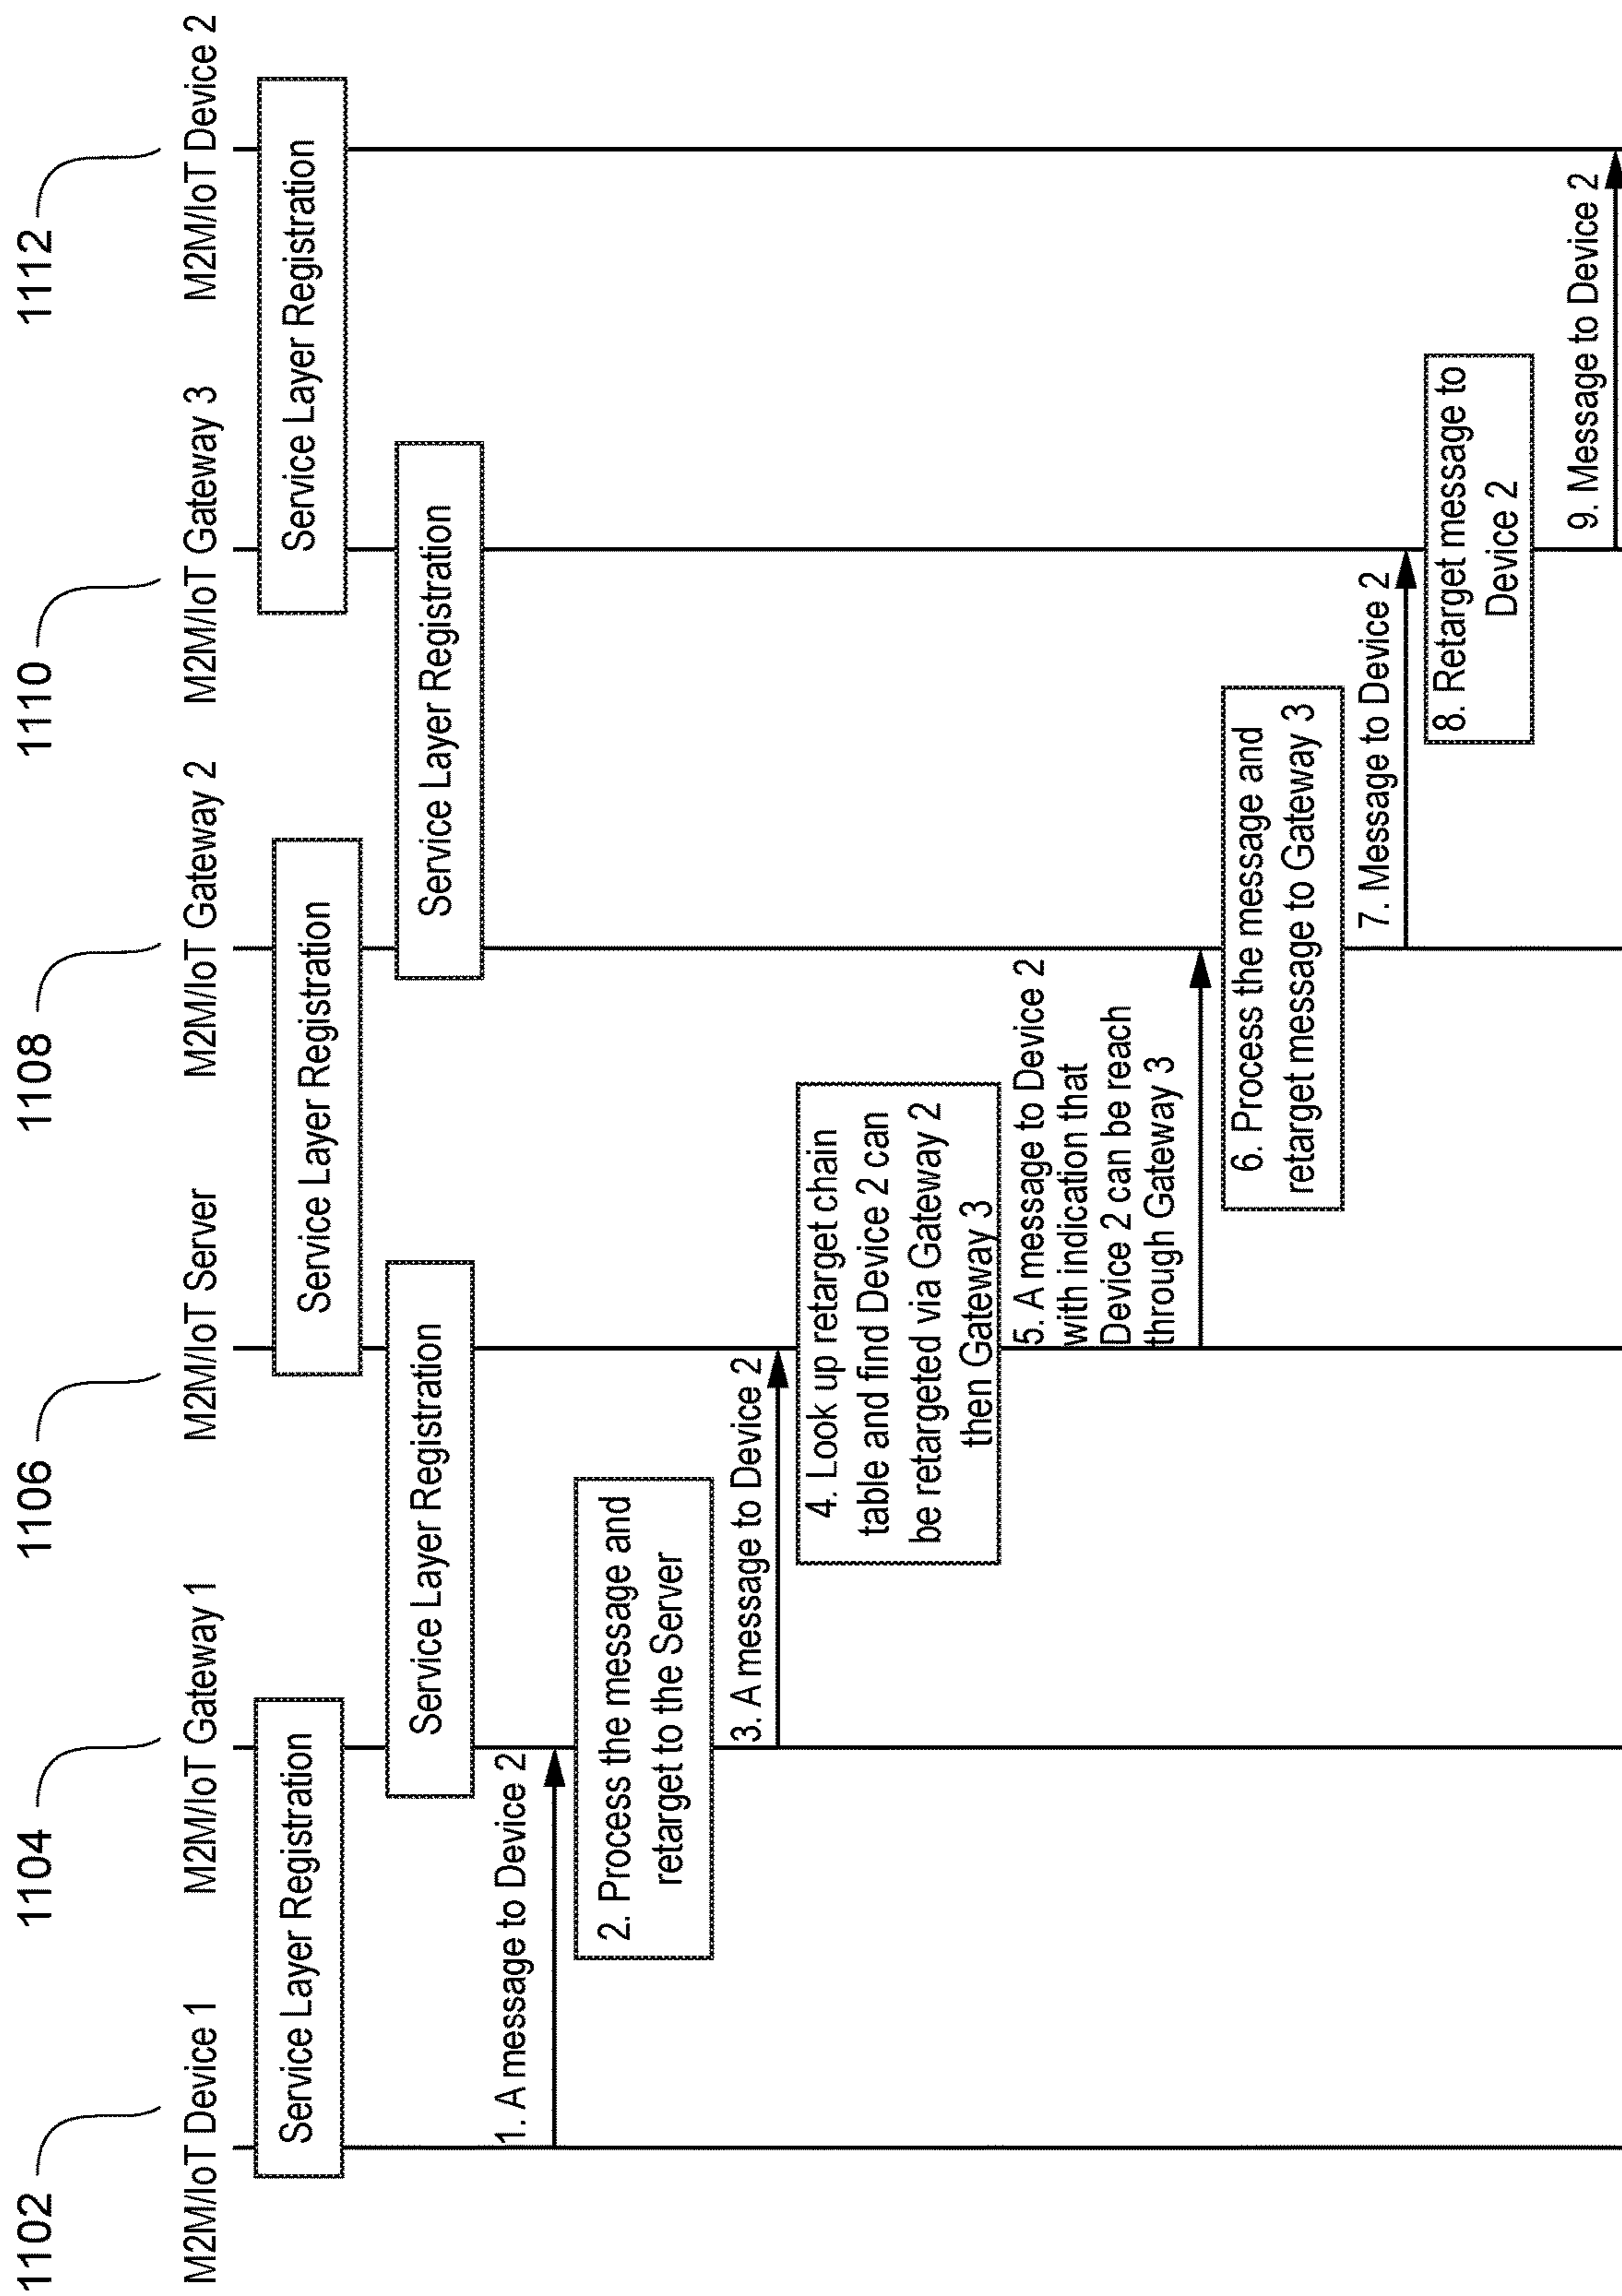 1102
1104
1106
1108
1110
1112
M2M/IoT Device 1
M2M/IoT Gateway 1
M2M/IoT Server
M2M/IoT Gateway 2
M2M/IoT Gateway 3
M2M/IoT Device 2
Service Layer Registration
Service Layer Registration
Service Layer Registration
Service Layer Registration
Service Layer Registration
1. A message to Device 2
2. Process the message and
retarget to the Server
3. A message to Device 2
4. Look up retarget chain
table and find Device 2 can
be retargeted via Gateway 2
then Gateway 3
5. A message to Device 2
with indication that
Device 2 can be reach
through Gateway 3
6. Process the message and
retarget message to Gateway 3
7. Message to Device 2
8. Retarget message to
Device 2
9. Message to Device 2